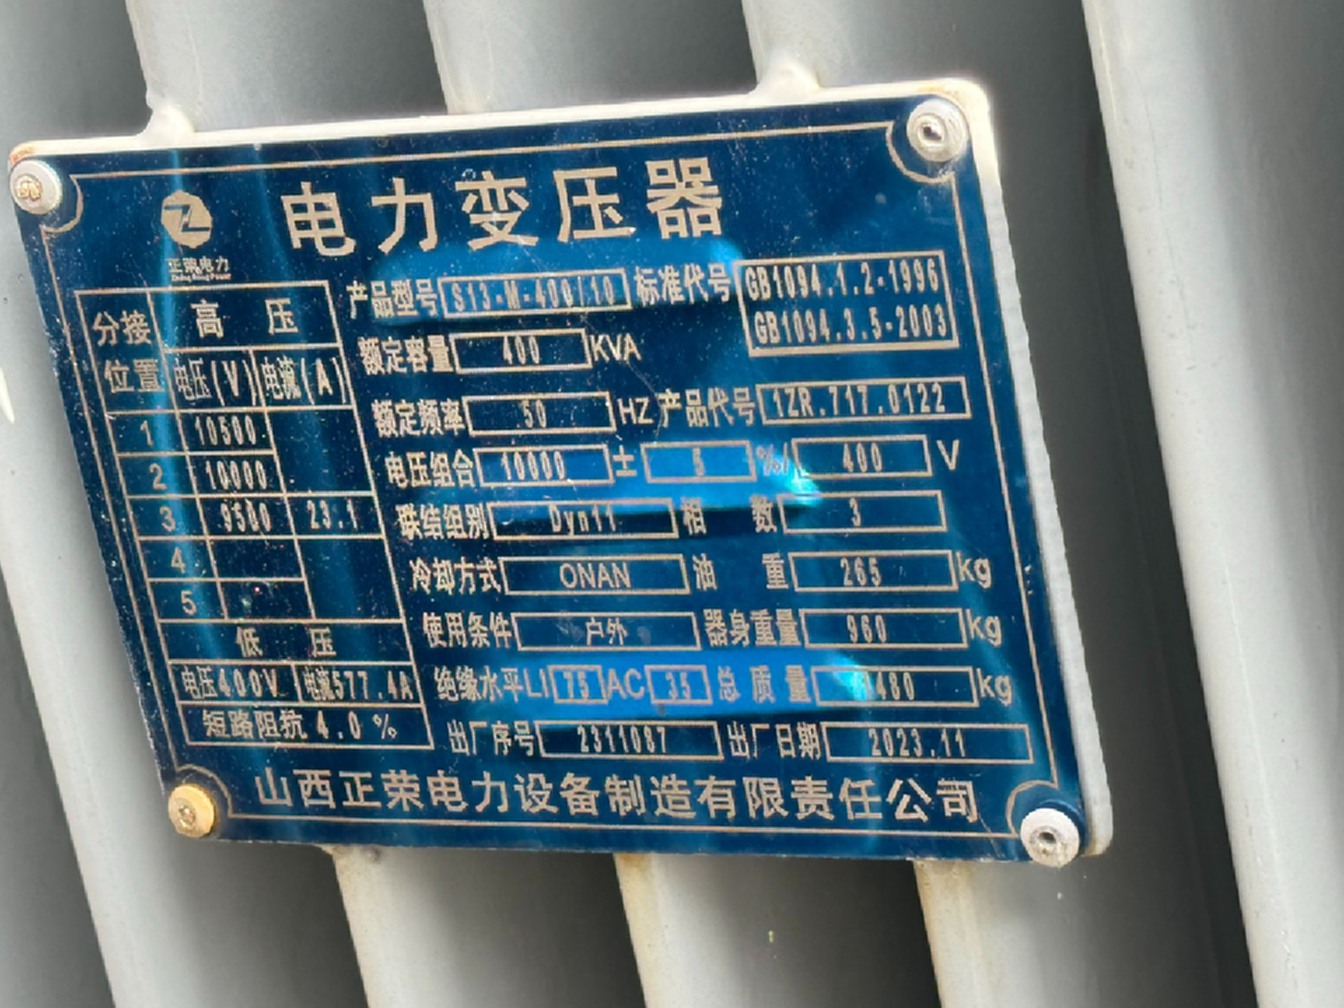 电力变压器
正荣电力
Zheng Rong Power
产品型号 S13-M-400/10 标准代号 GB1094.1.2-1996
GB1094.3.5-2003
额定容量 400 KVA
额定频率 50 HZ 产品代号 1ZR.717.0122
电压组合 10000 ± 5 %/ 400 V
联结组别 Dyn11 相数 3
冷却方式 ONAN 油重 265 kg
使用条件 户外 器身重量 960 kg
绝缘水平LI 75 AC 35 总质量 1480 kg
出厂序号 2311087 出厂日期 2023.11
分接位置 高压
电压(V) 电流(A)
1 10500
2 10000
3 9500 23.1
4
5
低压
电压400V 电流577.4A
短路阻抗4.0%
山西正荣电力设备制造有限责任公司